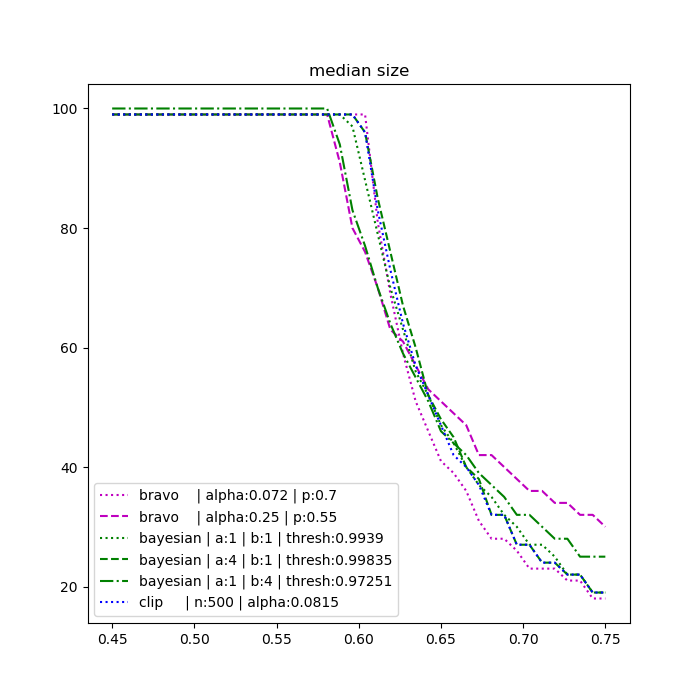 median size
100
80
60
40
20
bravo | alpha:0.072 | p:0.7
bravo | alpha:0.25 | p:0.55
bayesian | a:1 | b:1 | thresh:0.9939
bayesian | a:4 | b:1 | thresh:0.99835
bayesian | a:1 | b:4 | thresh:0.97251
clip | n:500 | alpha:0.0815
0.45 0.50 0.55 0.60 0.65 0.70 0.75